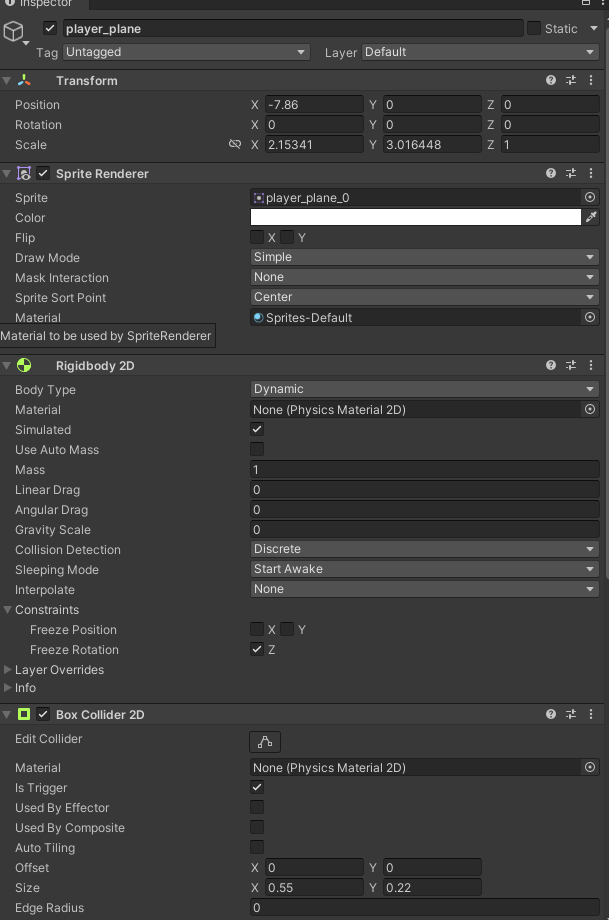 Inspector
player_plane
Static
Tag Untagged Layer Default
Transform
Position X -7.86 Y 0 Z 0
Rotation X 0 Y 0 Z 0
Scale X 2.15341 Y 3.016448 Z 1
Sprite Renderer
Sprite player_plane_0
Color
Flip X Y
Draw Mode Simple
Mask Interaction None
Sprite Sort Point Center
Material Sprites-Default
Material to be used by SpriteRenderer
Rigidbody 2D
Body Type Dynamic
Material None (Physics Material 2D)
Simulated
Use Auto Mass
Mass 1
Linear Drag 0
Angular Drag 0
Gravity Scale 0
Collision Detection Discrete
Sleeping Mode Start Awake
Interpolate None
Constraints
Freeze Position X Y
Freeze Rotation Z
Layer Overrides
Info
Box Collider 2D
Edit Collider
Material None (Physics Material 2D)
Is Trigger
Used By Effector
Used By Composite
Auto Tiling
Offset X 0 Y 0
Size X 0.55 Y 0.22
Edge Radius 0